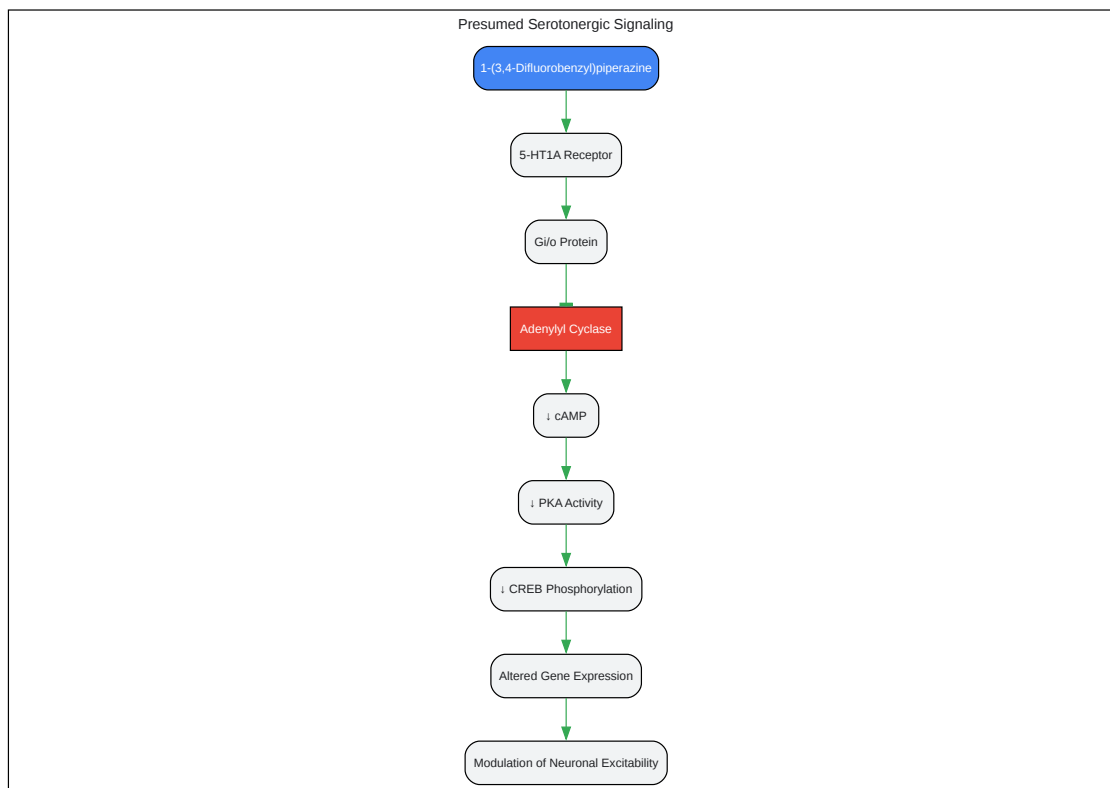 Presumed Serotonergic Signaling
1-(3,4-Difluorobenzyl)piperazine
5-HT1A Receptor
Gi/o Protein
Adenylyl Cyclase
↓ cAMP
↓ PKA Activity
↓ CREB Phosphorylation
Altered Gene Expression
Modulation of Neuronal Excitability